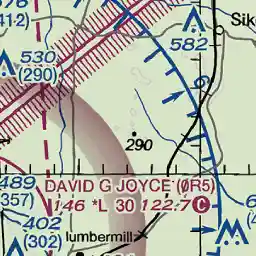 Sik
582
530
(290)
290
DAVID G JOYCE (0R5)
146 *L 30 122.7 C
489
(357)
402
(302)
lumbermill